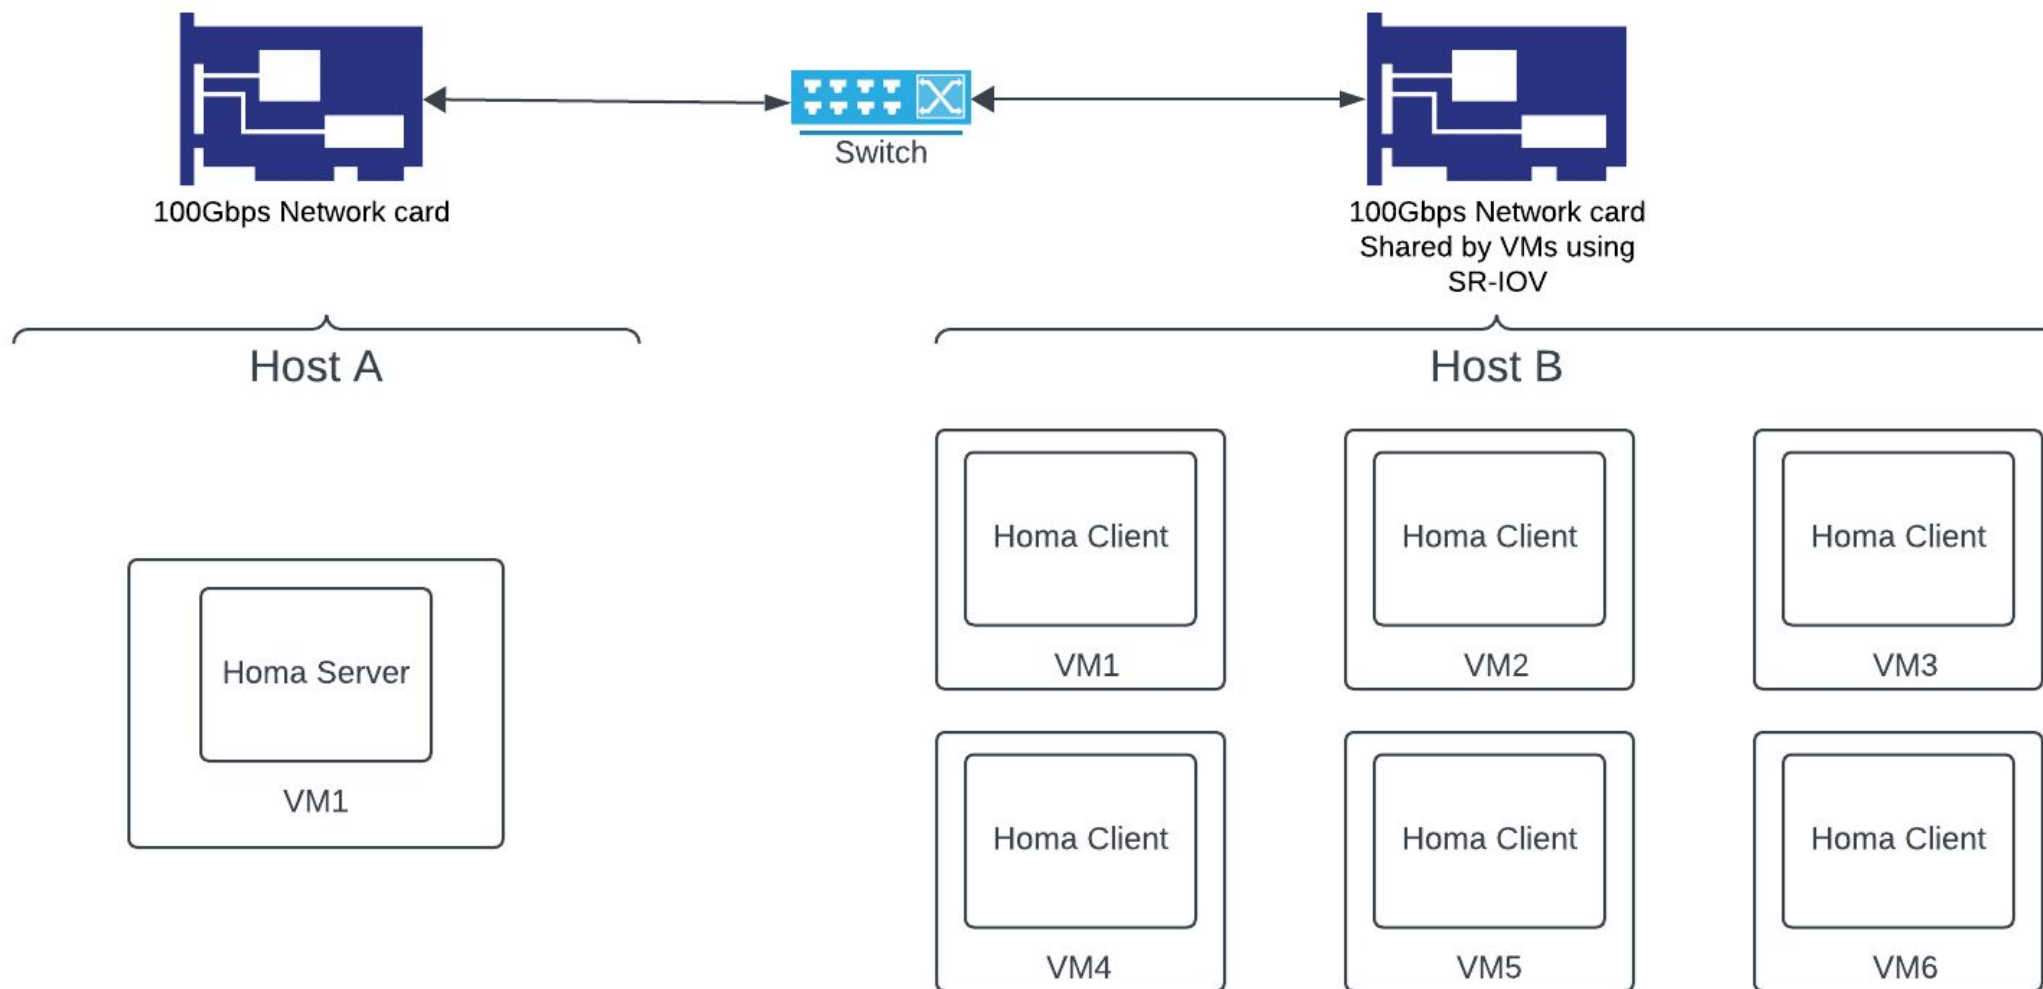 Switch
100Gbps Network card
100Gbps Network card
Shared by VMs using
SR-IOV
Host A
Host B
Homa Server
VM1
Homa Client
VM1
Homa Client
VM2
Homa Client
VM3
Homa Client
VM4
Homa Client
VM5
Homa Client
VM6